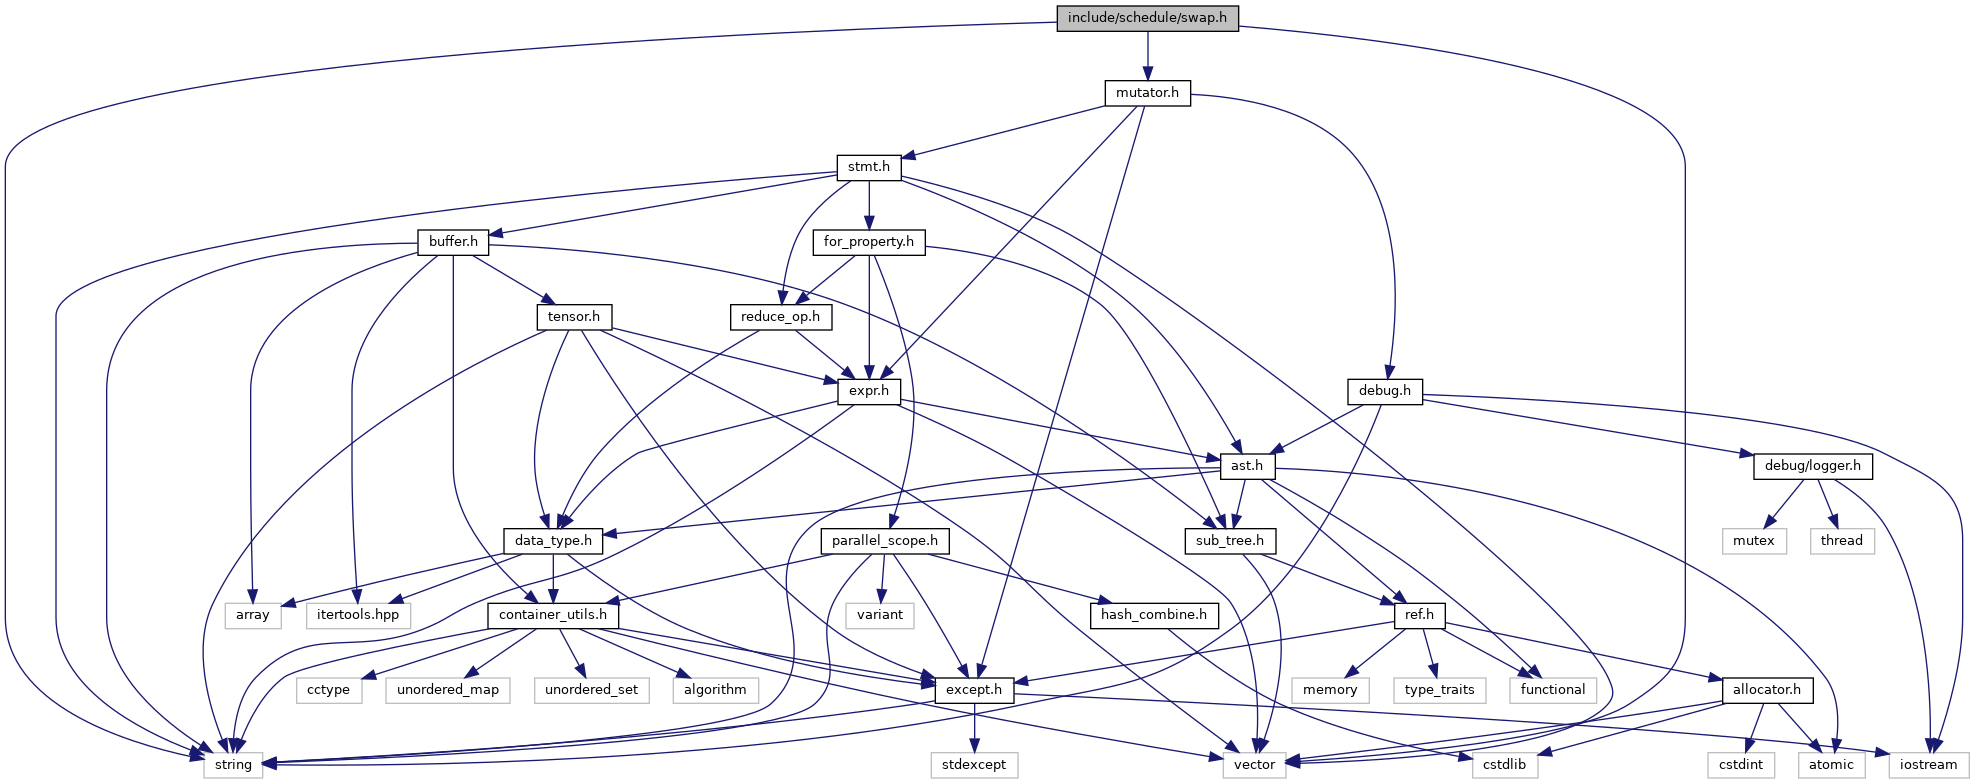 include/schedule/swap.h
mutator.h
stmt.h
buffer.h
for_property.h
tensor.h
reduce_op.h
expr.h
debug.h
ast.h
debug/logger.h
data_type.h
parallel_scope.h
sub_tree.h
mutex
thread
array
itertools.hpp
container_utils.h
variant
hash_combine.h
ref.h
cctype
unordered_map
unordered_set
algorithm
except.h
memory
type_traits
functional
allocator.h
string
stdexcept
vector
cstdlib
cstdint
atomic
iostream